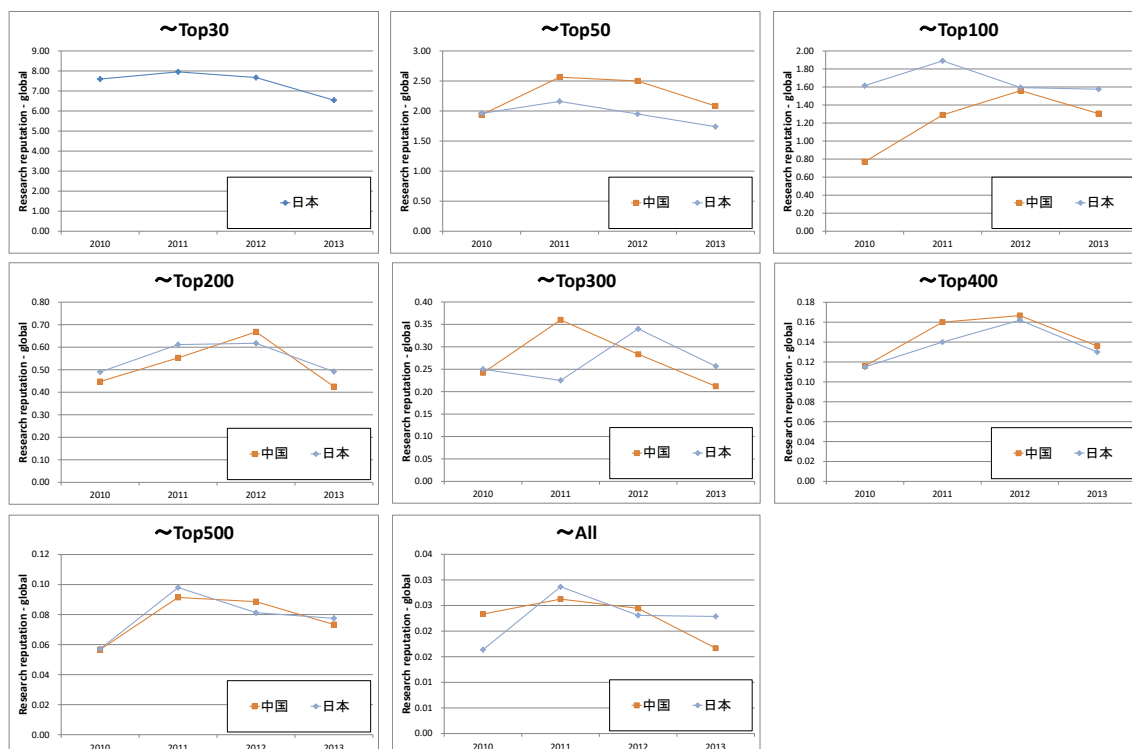 ~Top30
Research reputation - global
9.00
8.00
7.00
6.00
5.00
4.00
3.00
2.00
1.00
0.00
日本
2010 2011 2012 2013
~Top50
Research reputation - global
3.00
2.50
2.00
1.50
1.00
0.50
0.00
中国 日本
2010 2011 2012 2013
~Top100
Research reputation - global
2.00
1.80
1.60
1.40
1.20
1.00
0.80
0.60
0.40
0.20
0.00
中国 日本
2010 2011 2012 2013
~Top200
Research reputation - global
0.80
0.70
0.60
0.50
0.40
0.30
0.20
0.10
0.00
中国 日本
2010 2011 2012 2013
~Top300
Research reputation - global
0.40
0.35
0.30
0.25
0.20
0.15
0.10
0.05
0.00
中国 日本
2010 2011 2012 2013
~Top400
Research reputation - global
0.18
0.16
0.14
0.12
0.10
0.08
0.06
0.04
0.02
0.00
中国 日本
2010 2011 2012 2013
~Top500
Research reputation - global
0.12
0.10
0.08
0.06
0.04
0.02
0.00
中国 日本
2010 2011 2012 2013
~All
Research reputation - global
0.04
0.03
0.03
0.02
0.02
0.01
0.01
0.00
中国 日本
2010 2011 2012 2013